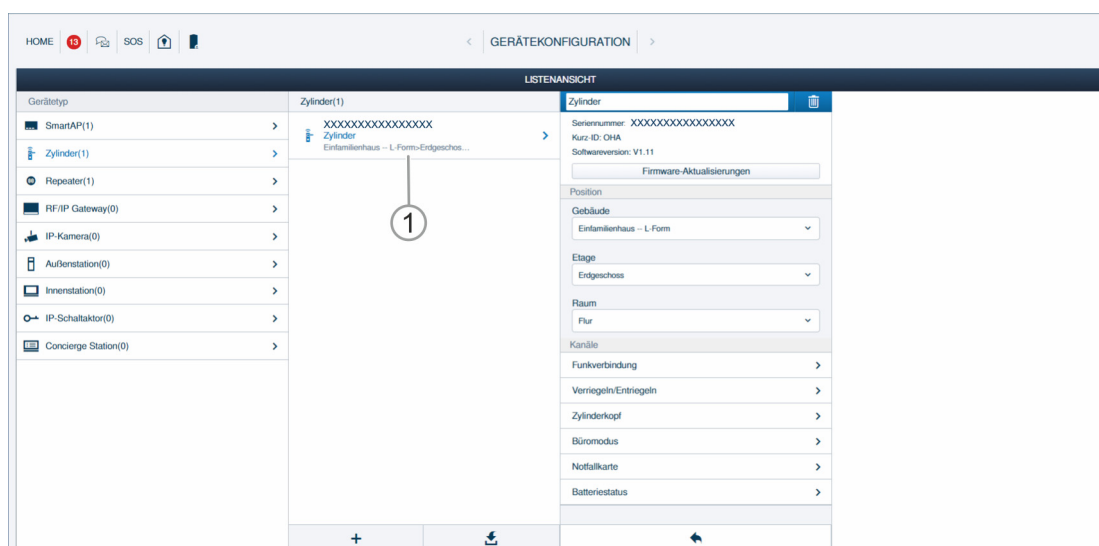 HOME 13 SOS < GERÄTEKONFIGURATION >
LISTENANSICHT
Gerätetyp
SmartAP(1)
Zylinder(1)
Repeater(1)
RF/IP Gateway(0)
IP-Kamera(0)
Außenstation(0)
Innenstation(0)
IP-Schaltaktor(0)
Concierge Station(0)
Zylinder(1)
XXXXXXXXXXXXXXXX
Zylinder
Einfamilienhaus -- L-Form>Erdgeschos...
1
+
Zylinder
Seriennummer: XXXXXXXXXXXXXXXX
Kurz-ID: OHA
Softwareversion: V1.11
Firmware-Aktualisierungen
Position
Gebäude
Einfamilienhaus -- L-Form
Etage
Erdgeschoss
Raum
Flur
Kanäle
Funkverbindung
Verriegeln/Entriegeln
Zylinderkopf
Büromodus
Notfallkarte
Batteriestatus